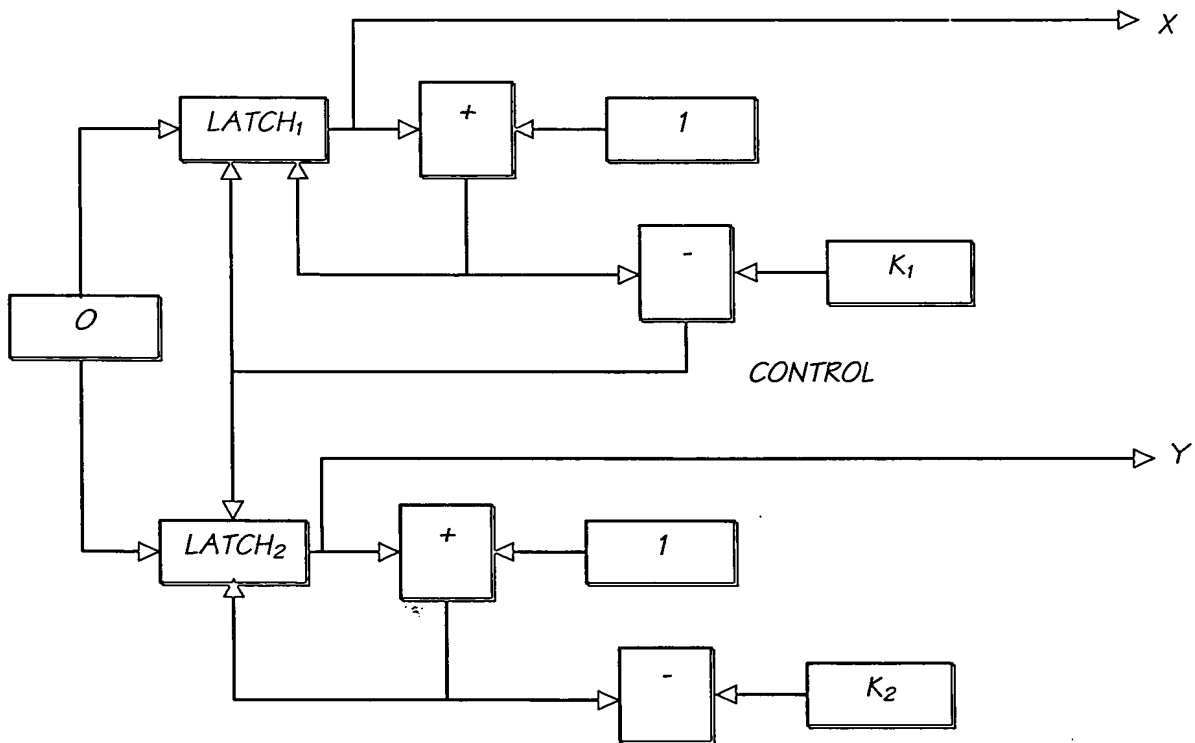 X
LATCH₁
+
1
-
K₁
O
CONTROL
Y
LATCH₂
+
1
-
K₂